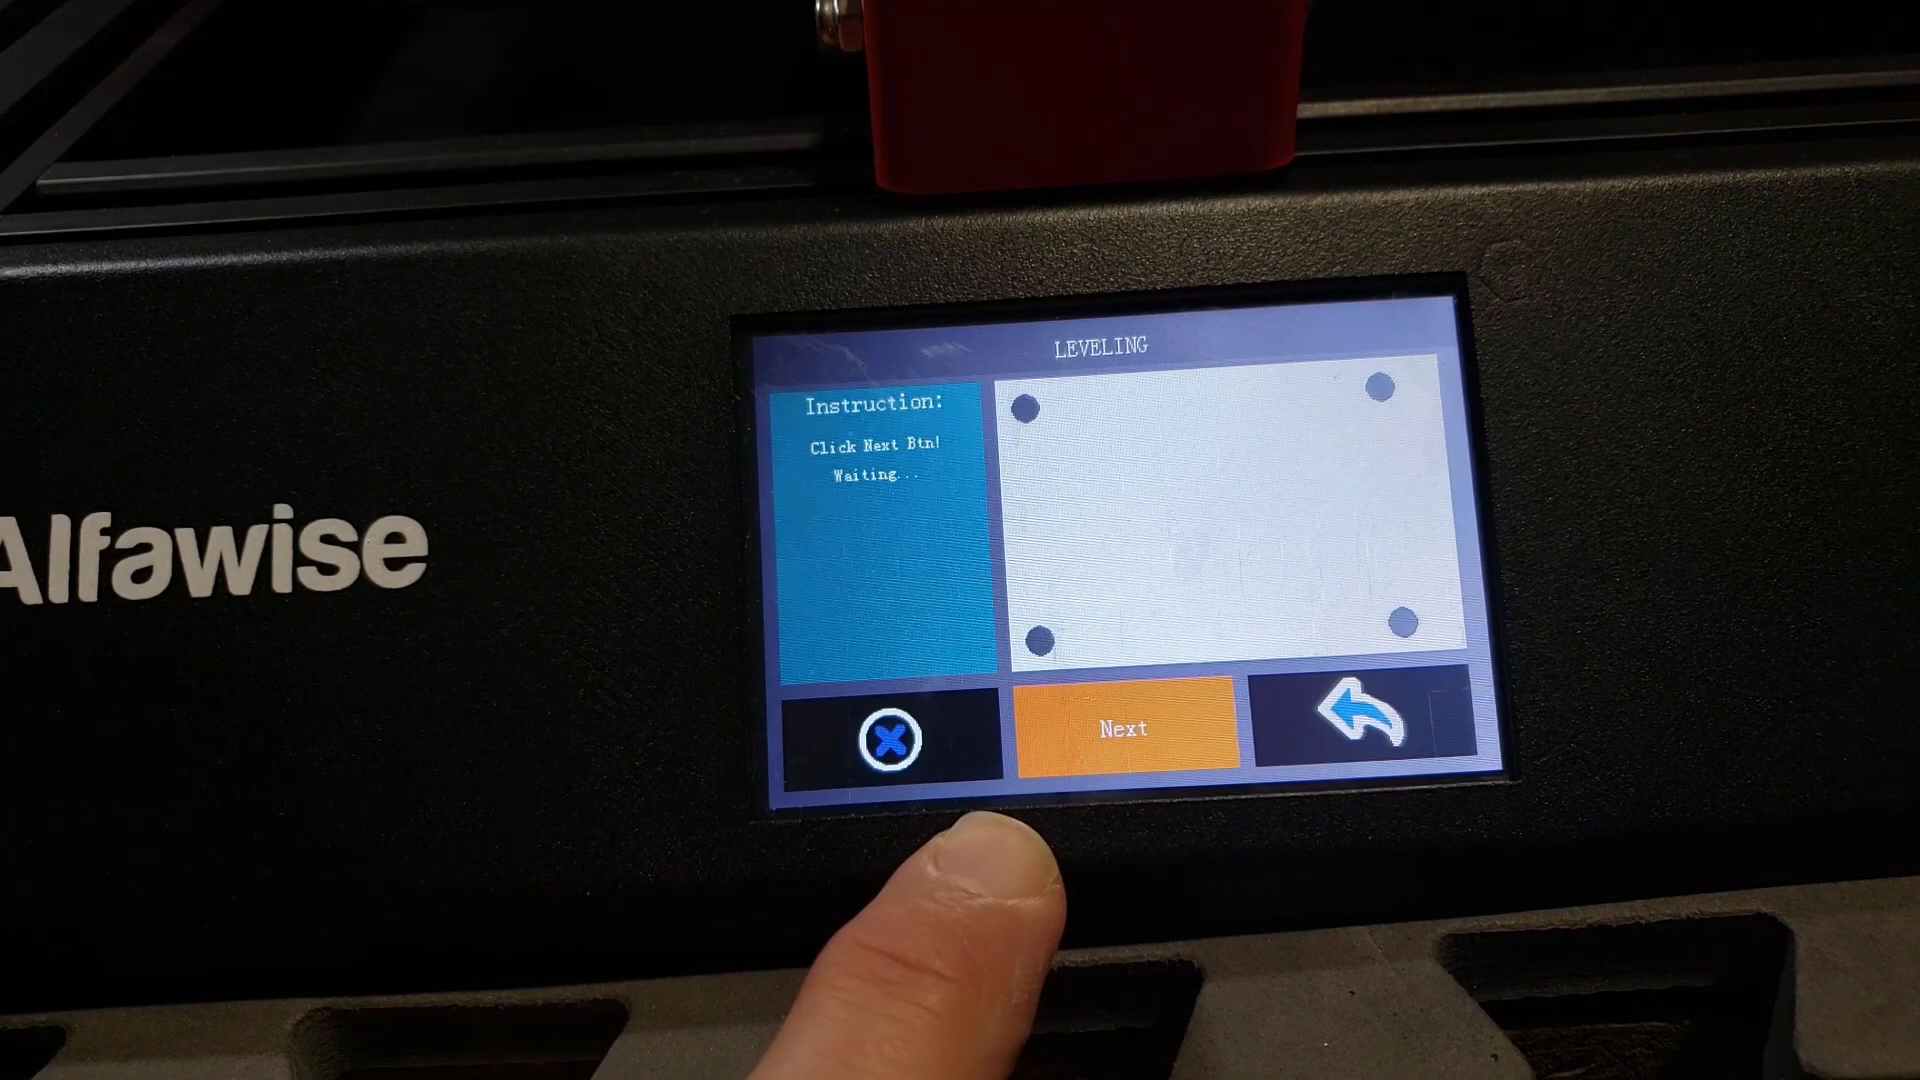 LEVELING
Instruction:
Click Next Btn!
Waiting...
Alfawise
Next